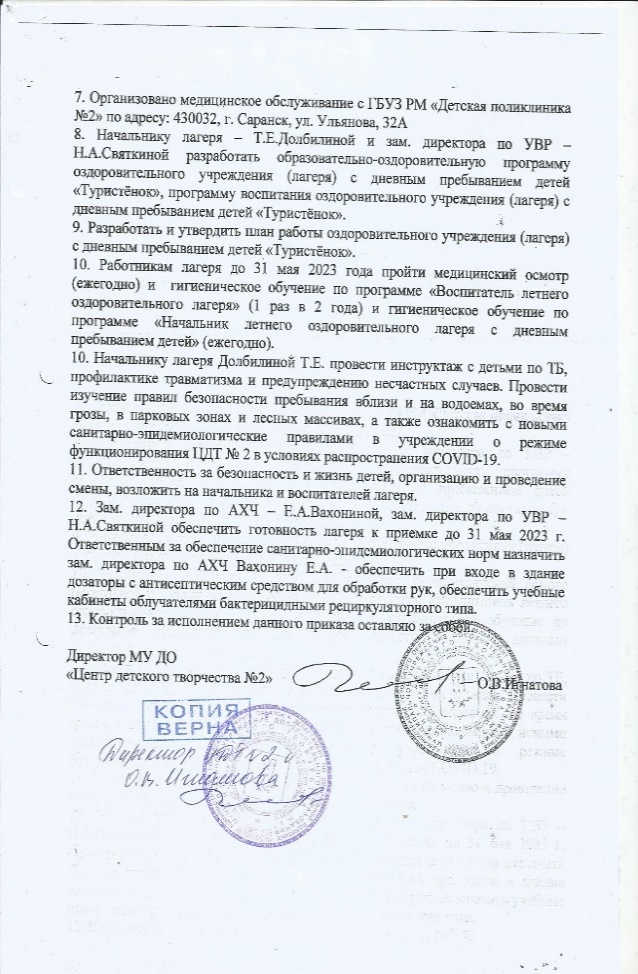 7. Организовано медицинское обслуживание с ГБУЗ РМ «Детская поликлиника
№2» по адресу: 430032, г. Саранск, ул. Ульянова, 32А
8. Начальнику лагеря – Т.Е.Долбилиной и зам. директора по УВР –
Н.А.Святкиной разработать образовательно-оздоровительную программу
оздоровительного учреждения (лагеря) с дневным пребыванием детей
«Туристёнок», программу воспитания оздоровительного учреждения (лагеря) с
дневным пребыванием детей «Туристёнок».
9. Разработать и утвердить план работы оздоровительного учреждения (лагеря)
с дневным пребыванием детей «Туристёнок».
10. Работникам лагеря до 31 мая 2023 года пройти медицинский осмотр
(ежегодно) и гигиеническое обучение по программе «Воспитатель летнего
оздоровительного лагеря» (1 раз в 2 года) и гигиеническое обучение по
программе «Начальник летнего оздоровительного лагеря с дневным
пребыванием детей» (ежегодно).
10. Начальнику лагеря Долбилиной Т.Е. провести инструктаж с детьми по ТБ,
профилактике травматизма и предупреждению несчастных случаев. Провести
изучение правил безопасности пребывания вблизи и на водоемах, во время
грозы, в парковых зонах и лесных массивах, а также ознакомить с новыми
санитарно-эпидемиологические правилами в учреждении о режиме
функционирования ЦДТ № 2 в условиях распространения COVID-19.
11. Ответственность за безопасность и жизнь детей, организацию и проведение
смены, возложить на начальника и воспитателей лагеря.
12. Зам. директора по АХЧ – Е.А.Вахониной, зам. директора по УВР –
Н.А.Святкиной обеспечить готовность лагеря к приемке до 31 мая 2023 г.
Ответственным за обеспечение санитарно-эпидемиологических норм назначить
зам. директора по АХЧ Вахонину Е.А. - обеспечить при входе в здание
дозаторы с антисептическим средством для обработки рук, обеспечить учебные
кабинеты облучателями бактерицидными рециркуляторного типа.
13. Контроль за исполнением данного приказа оставляю за собой.
Директор МУ ДО
«Центр детского творчества №2» О.В.Игнатова
КОПИЯ
ВЕРНА
Директор ЦДТ №2
О.В. Игнатова